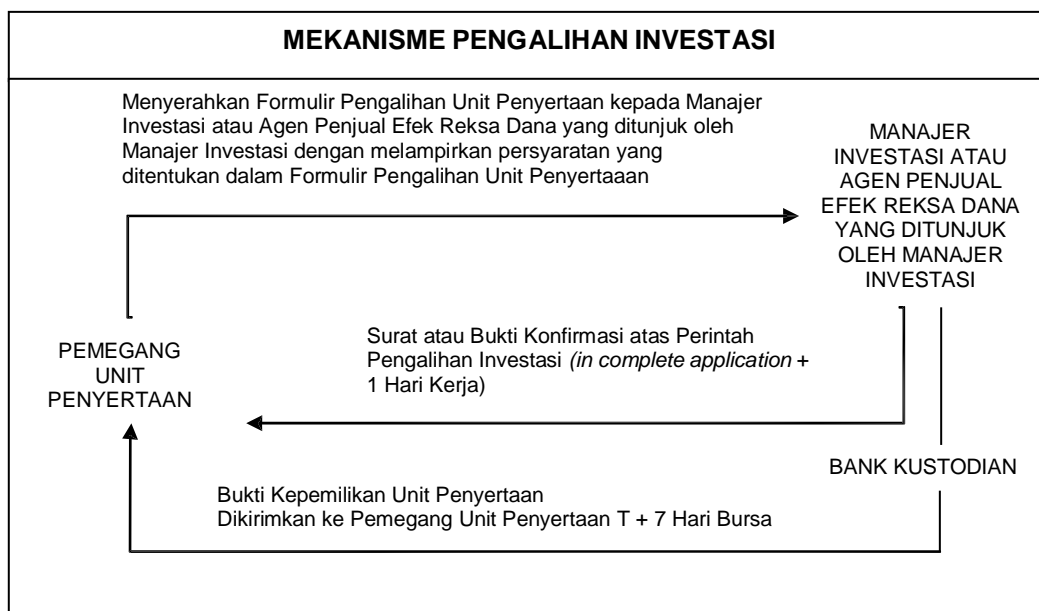 MEKANISME PENGALIHAN INVESTASI
Menyerahkan Formulir Pengalihan Unit Penyertaan kepada Manajer
Investasi atau Agen Penjual Efek Reksa Dana yang ditunjuk oleh
Manajer Investasi dengan melampirkan persyaratan yang
ditentukan dalam Formulir Pengalihan Unit Penyertaaan
MANAJER
INVESTASI ATAU
AGEN PENJUAL
EFEK REKSA DANA
YANG DITUNJUK
OLEH MANAJER
INVESTASI
PEMEGANG
UNIT
PENYERTAAN
Surat atau Bukti Konfirmasi atas Perintah
Pengalihan Investasi (in complete application +
1 Hari Kerja)
BANK KUSTODIAN
Bukti Kepemilikan Unit Penyertaan
Dikirimkan ke Pemegang Unit Penyertaan T + 7 Hari Bursa